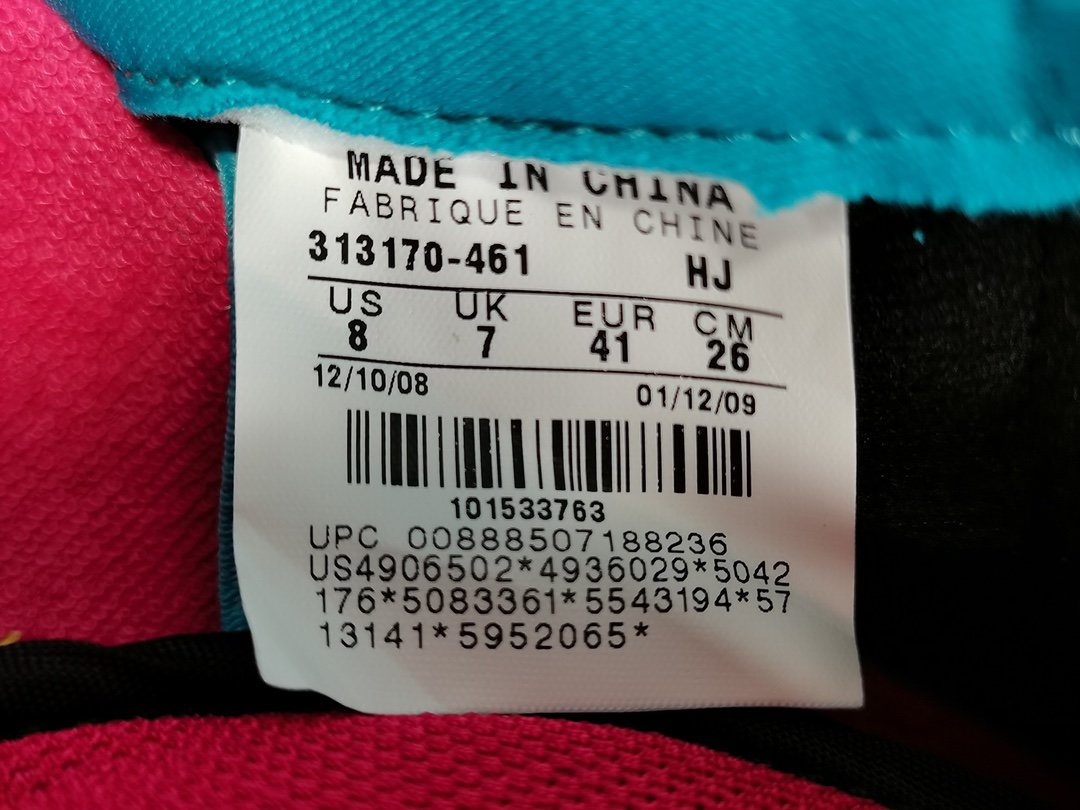 MADE IN CHINA
FABRIQUE EN CHINE
313170-461 HJ
US UK EUR CM
8 7 41 26
12/10/08 01/12/09
101533763
UPC 00888507188236
US4906502*4936029*5042
176*5083361*5543194*57
13141*5952065*